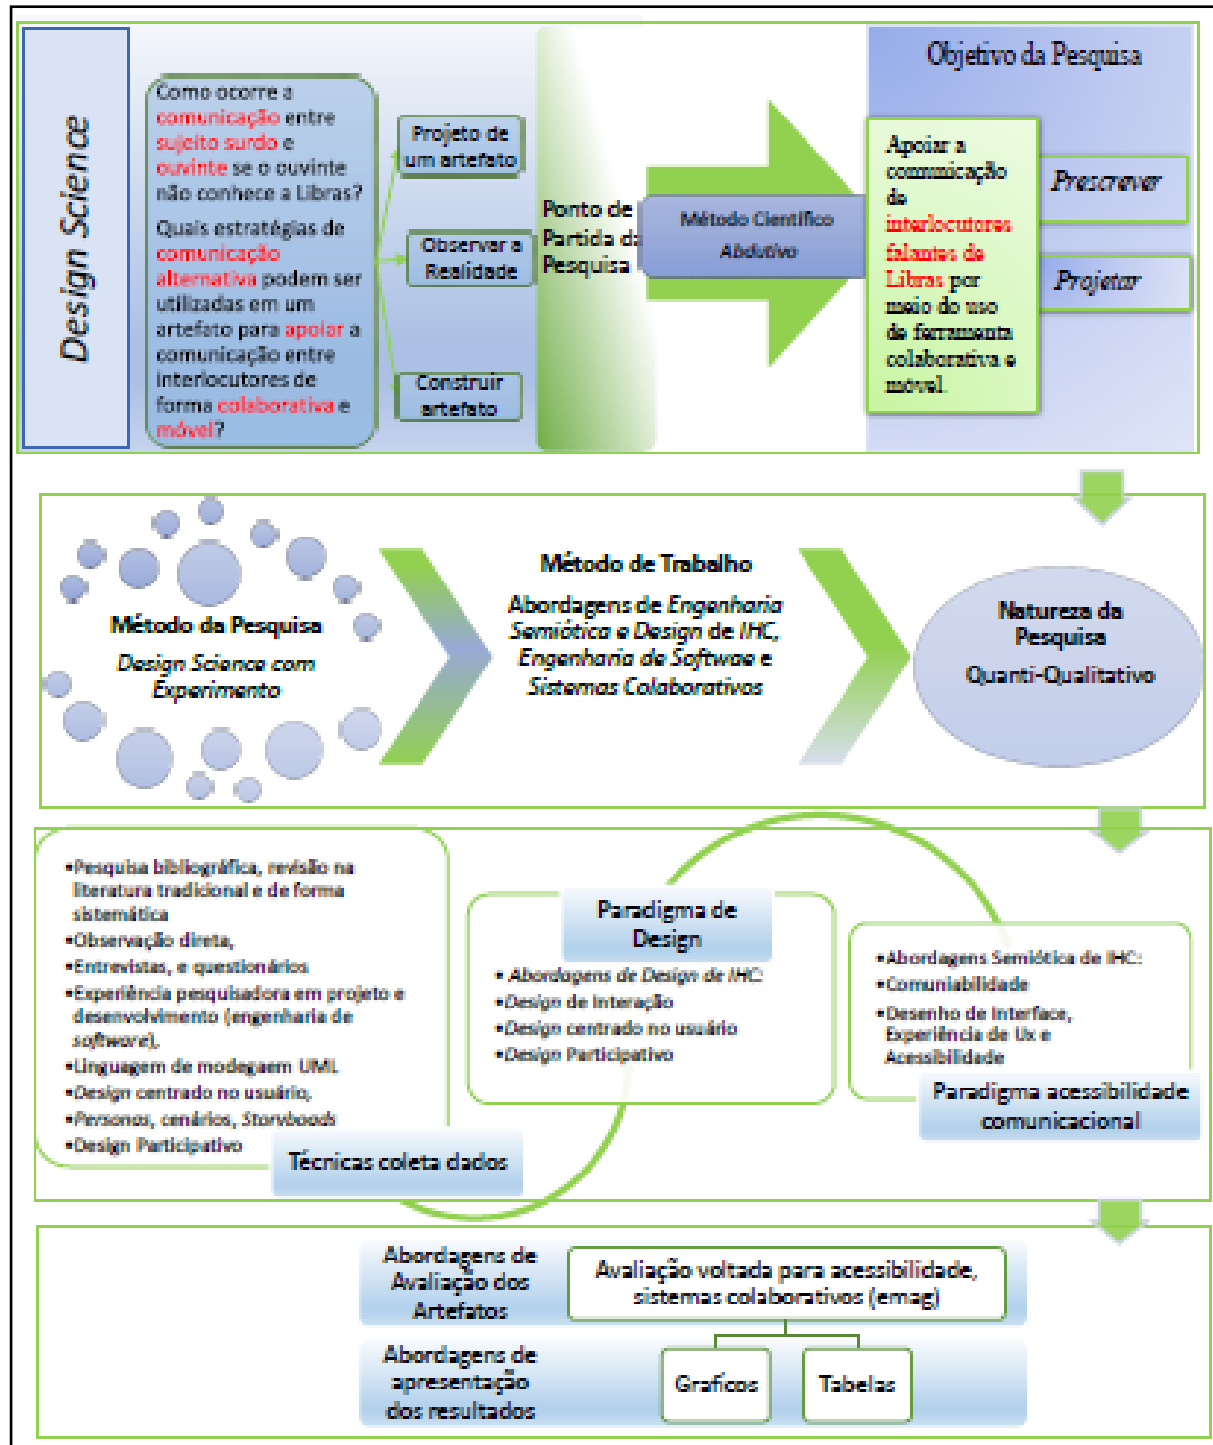 Design Science
Como ocorre a
comunicação entre
sujeito surdo e
ouvinte se o ouvinte
não conhece a Libras?
Quais estratégias de
comunicação
alternativa podem ser
utilizadas em um
artefato para apoiar a
comunicação entre
interlocutores de
forma colaborativa e
móvel?
Projeto de
um artefato
Observar a
Realidade
Construir
artefato
Ponto de
Partida da
Pesquisa
Método Científico
Abdutivo
Objetivo da Pesquisa
Apoiar a
comunicação
de
interlocutores
falantes de
Libras por
meio do uso
de ferramenta
colaborativa e
móvel.
Prescrever
Projetar
Método da Pesquisa
Design Science com
Experimento
Método de Trabalho
Abordagens de Engenharia
Semiótica e Design de IHC,
Engenharia de Softwae e
Sistemas Colaborativos
Natureza da
Pesquisa
Quanti-Qualitativo
•Pesquisa bibliográfica, revisão na
literatura tradicional e de forma
sistemática
•Observação direta,
•Entrevistas, e questionários
•Experiência pesquisadora em projeto e
desenvolvimento (engenharia de
software),
•Linguagem de modegaem UML
•Design centrado no usuário,
•Personas, cenários, Storyboads
•Design Participativo
Técnicas coleta dados
Paradigma de
Design
• Abordagens de Design de IHC:
•Design de Interação
•Design centrado no usuário
•Design Participativo
•Abordagens Semiótica de IHC:
•Comuniabilidade
•Desenho de Interface,
Experiência de Ux e
Acessibilidade
Paradigma acessibilidade
comunicacional
Abordagens de
Avaliação dos
Artefatos
Avaliação voltada para acessibilidade,
sistemas colaborativos (emag)
Abordagens de
apresentação
dos resultados
Grafícos
Tabelas